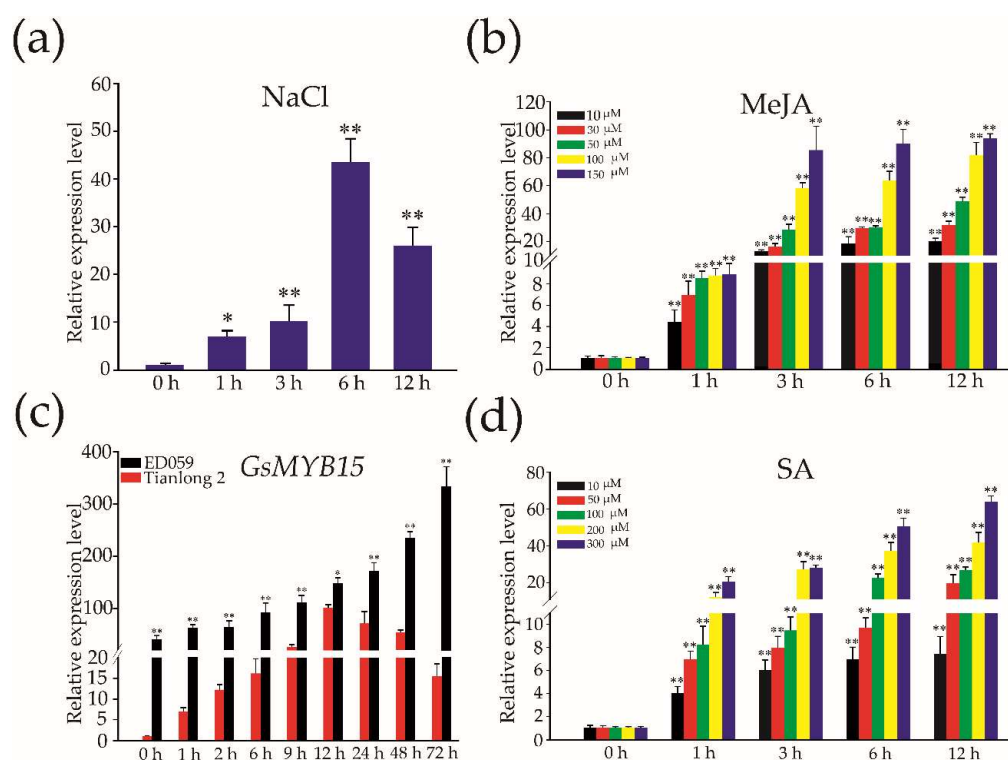 (a)
NaCl
Relative expression level
60
50
40
30
20
10
0
*
**
**
**
0 h
1 h
3 h
6 h
12 h
(b)
MeJA
Relative expression level
10 μM
30 μM
50 μM
100 μM
150 μM
120
100
80
60
40
20
10
8
6
4
2
0
** ** ** ** **
** ** ** ** **
** ** ** ** **
** ** ** ** **
0 h
1 h
3 h
6 h
12 h
(c)
GsMYB15
Relative expression level
ED059
Tianlong 2
400
300
200
100
20
15
10
5
0
**
**
**
**
**
*
**
**
**
0 h
1 h
2 h
6 h
9 h
12 h
24 h
48 h
72 h
(d)
SA
Relative expression level
10 μM
50 μM
100 μM
200 μM
300 μM
80
60
40
20
10
8
6
4
2
0
** ** ** ** **
** ** ** ** **
** ** ** ** **
** ** ** ** **
0 h
1 h
3 h
6 h
12 h